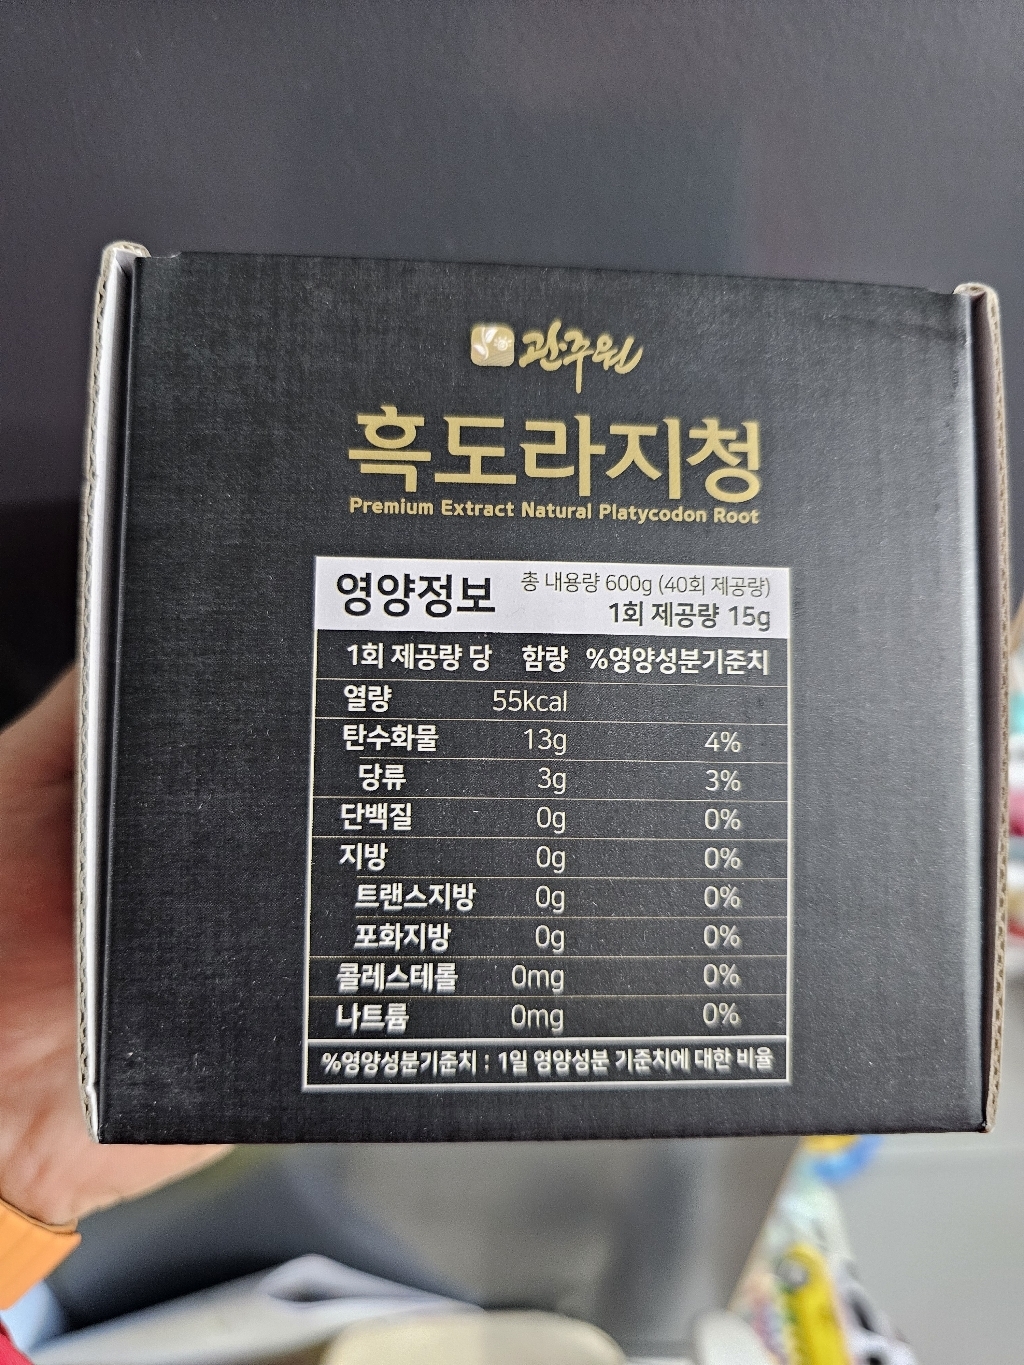 관주원
흑도라지청
Premium Extract Natural Platycodon Root
영양정보 총 내용량 600g (40회 제공량)
1회 제공량 15g
1회 제공량 당 함량 %영양성분기준치
열량 55kcal
탄수화물 13g 4%
당류 3g 3%
단백질 0g 0%
지방 0g 0%
트랜스지방 0g 0%
포화지방 0g 0%
콜레스테롤 0mg 0%
나트륨 0mg 0%
%영양성분기준치 : 1일 영양성분 기준치에 대한 비율